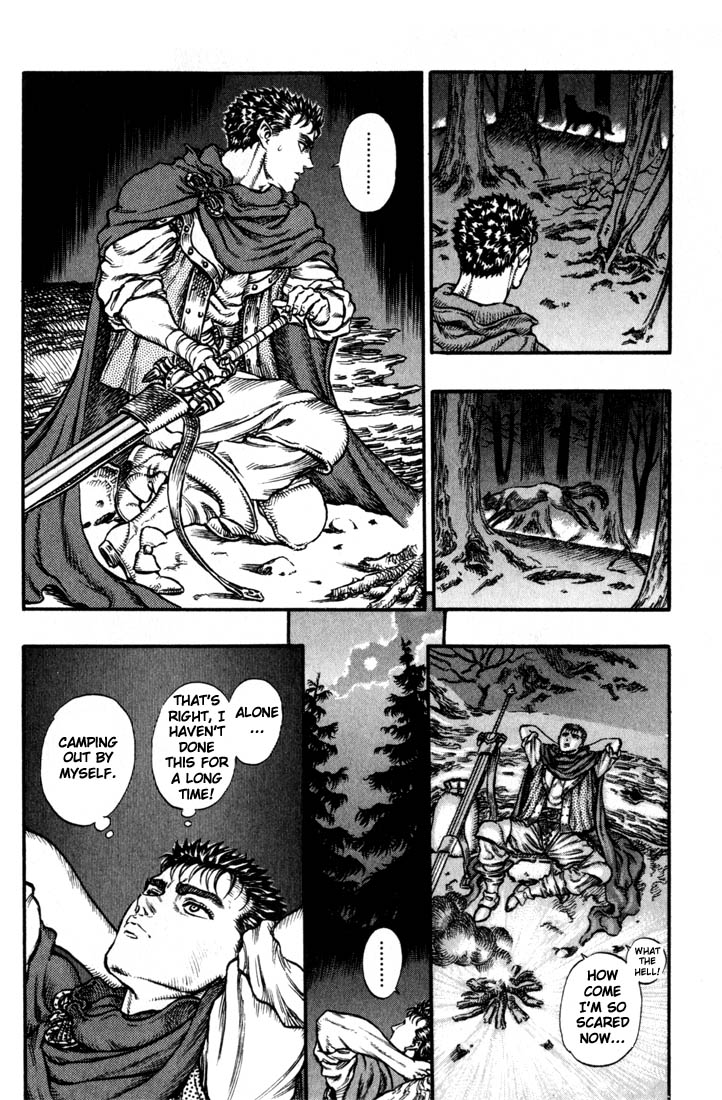 ………
WHAT
THE
HELL!
HOW
COME
I'M SO
SCARED
NOW...
………
ALONE
...
THAT'S
RIGHT, I
HAVEN'T
DONE
THIS FOR
A LONG
TIME!
CAMPING
OUT BY
MYSELF.